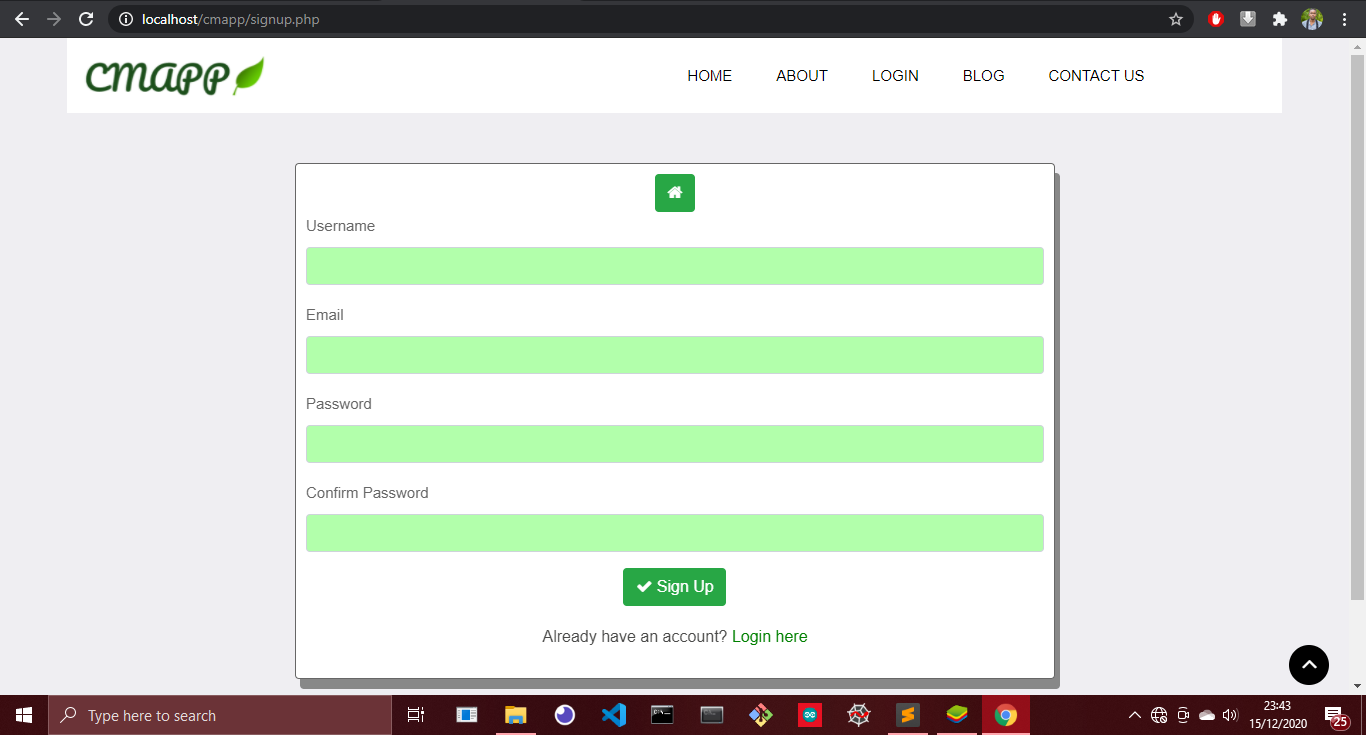 localhost/cmapp/signup.php
cmapp
HOME ABOUT LOGIN BLOG CONTACT US
Username
Email
Password
Confirm Password
Sign Up
Already have an account? Login here
Type here to search
23:43
15/12/2020
25